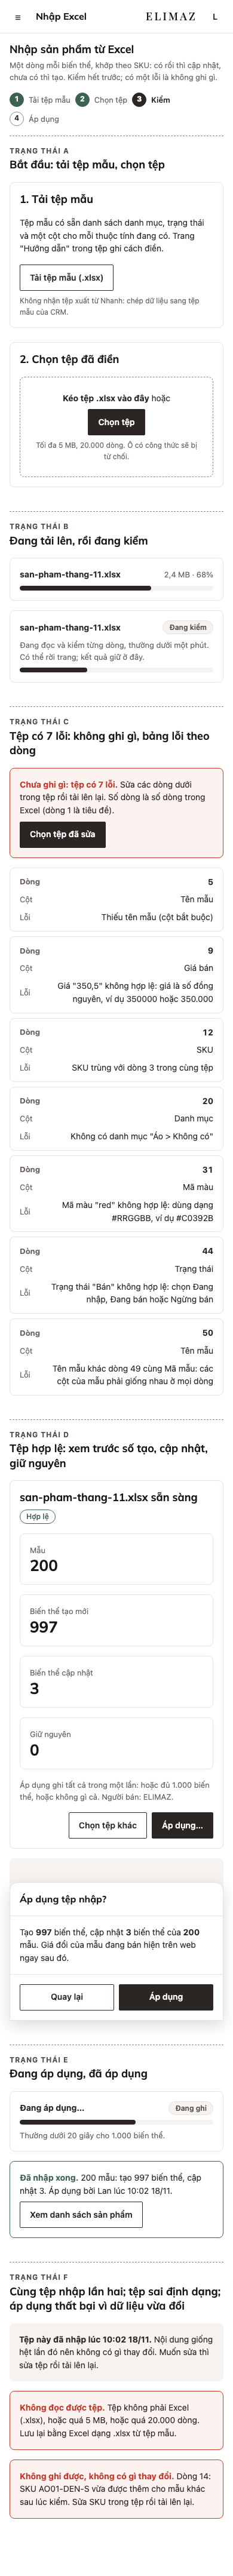 ≡ Nhập Excel ELIMAZ L
Nhập sản phẩm từ Excel
Một dòng mỗi biến thể, khớp theo SKU: có rồi thì cập nhật,
chưa có thì tạo. Kiểm hết trước; có một lỗi là không ghi gì.
1 Tải tệp mẫu 2 Chọn tệp 3 Kiểm
4 Áp dụng
TRẠNG THÁI A
Bắt đầu: tải tệp mẫu, chọn tệp
1. Tải tệp mẫu
Tệp mẫu có sẵn danh sách danh mục, trạng thái
và một cột cho mỗi thuộc tính đang có. Trang
"Hướng dẫn" trong tệp ghi cách điền.
Tải tệp mẫu (.xlsx)
Không nhận tệp xuất từ Nhanh: chép dữ liệu sang tệp
mẫu của CRM.
2. Chọn tệp đã điền
Kéo tệp .xlsx vào đây hoặc
Chọn tệp
Tối đa 5 MB, 20.000 dòng. Ô có công thức sẽ bị
từ chối.
TRẠNG THÁI B
Đang tải lên, rồi đang kiểm
san-pham-thang-11.xlsx 2,4 MB · 68%
san-pham-thang-11.xlsx Đang kiểm
Đang đọc và kiểm từng dòng, thường dưới một phút.
Có thể rời trang; kết quả giữ ở đây.
TRẠNG THÁI C
Tệp có 7 lỗi: không ghi gì, bảng lỗi theo
dòng
Chưa ghi gì: tệp có 7 lỗi. Sửa các dòng dưới
trong tệp rồi tải lên lại. Số dòng là số dòng trong
Excel (dòng 1 là tiêu đề).
Chọn tệp đã sửa
Dòng 5
Cột Tên mẫu
Lỗi Thiếu tên mẫu (cột bắt buộc)
Dòng 9
Cột Giá bán
Lỗi Giá "350,5" không hợp lệ: giá là số đồng
nguyên, ví dụ 350000 hoặc 350.000
Dòng 12
Cột SKU
Lỗi SKU trùng với dòng 3 trong cùng tệp
Dòng 20
Cột Danh mục
Lỗi Không có danh mục "Áo > Không có"
Dòng 31
Cột Mã màu
Lỗi Mã màu "red" không hợp lệ: dùng dạng
#RRGGBB, ví dụ #C0392B
Dòng 44
Cột Trạng thái
Lỗi Trạng thái "Bán" không hợp lệ: chọn Đang
nhập, Đang bán hoặc Ngừng bán
Dòng 50
Cột Tên mẫu
Lỗi Tên mẫu khác dòng 49 cùng Mã mẫu: các
cột của mẫu phải giống nhau ở mọi dòng
TRẠNG THÁI D
Tệp hợp lệ: xem trước số tạo, cập nhật,
giữ nguyên
san-pham-thang-11.xlsx sẵn sàng
Hợp lệ
Mẫu
200
Biến thể tạo mới
997
Biến thể cập nhật
3
Giữ nguyên
0
Áp dụng ghi tất cả trong một lần: hoặc đủ 1.000 biến
thể, hoặc không gì cả. Người bán: ELIMAZ.
Chọn tệp khác Áp dụng...
Áp dụng tệp nhập?
Tạo 997 biến thể, cập nhật 3 biến thể của 200
mẫu. Giá đổi của mẫu đang bán hiện trên web
ngay sau đó.
Quay lại Áp dụng
TRẠNG THÁI E
Đang áp dụng, đã áp dụng
Đang áp dụng... Đang ghi
Thường dưới 20 giây cho 1.000 biến thể.
Đã nhập xong. 200 mẫu: tạo 997 biến thể, cập
nhật 3. Áp dụng bởi Lan lúc 10:02 18/11.
Xem danh sách sản phẩm
TRẠNG THÁI F
Cùng tệp nhập lần hai; tệp sai định dạng;
áp dụng thất bại vì dữ liệu vừa đổi
Tệp này đã nhập lúc 10:02 18/11. Nội dung giống
hệt lần đó nên không có gì thay đổi. Muốn sửa thì
sửa tệp rồi tải lên lại.
Không đọc được tệp. Tệp không phải Excel
(.xlsx), hoặc quá 5 MB, hoặc quá 20.000 dòng.
Lưu lại bằng Excel dạng .xlsx từ tệp mẫu.
Không ghi được, không có gì thay đổi. Dòng 14:
SKU AO01-DEN-S vừa được thêm cho mẫu khác
sau lúc kiểm. Sửa SKU trong tệp rồi tải lên lại.